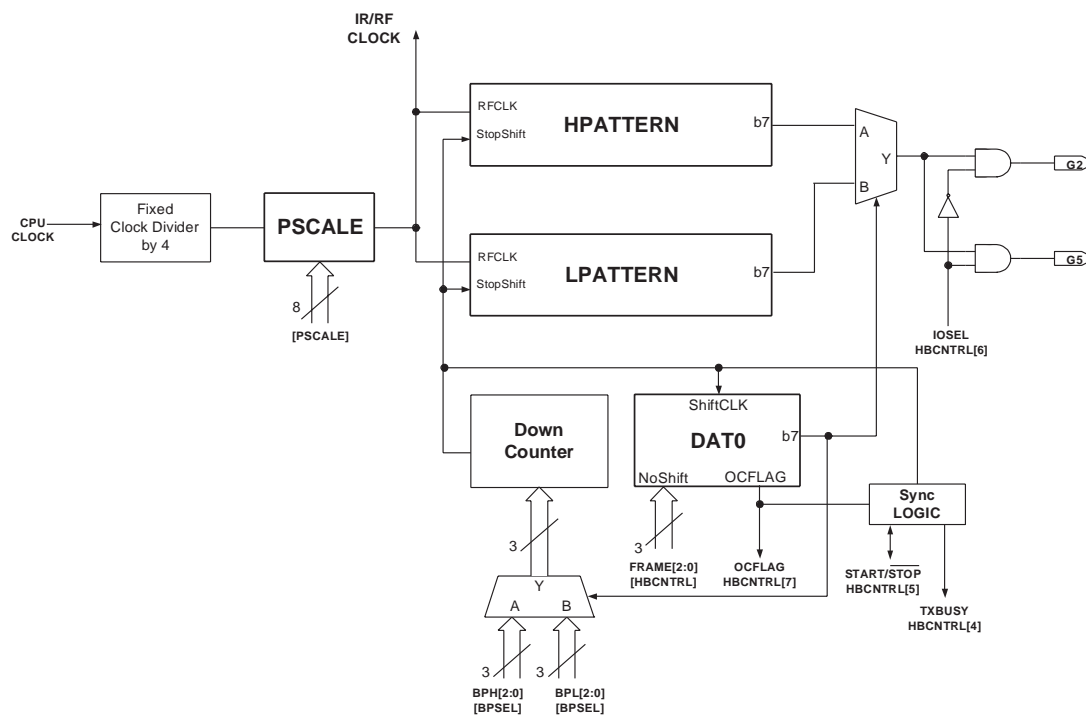 IR/RF
CLOCK
RFCLK
HPATTERN
b7
StopShift
A
Y
B
G2
Fixed
Clock Divider
by 4
CPU
CLOCK
PSCALE
RFCLK
LPATTERN
b7
StopShift
G5
8
[PSCALE]
IOSEL
HBCNTRL[6]
ShiftCLK
Down
Counter
DAT0
b7
NoShift
OCFLAG
Sync
LOGIC
3
3
FRAME[2:0]
[HBCNTRL]
OCFLAG
HBCNTRL[7]
START/STOP
HBCNTRL[5]
Y
A
B
TXBUSY
HBCNTRL[4]
3
3
BPH[2:0]
[BPSEL]
BPL[2:0]
[BPSEL]